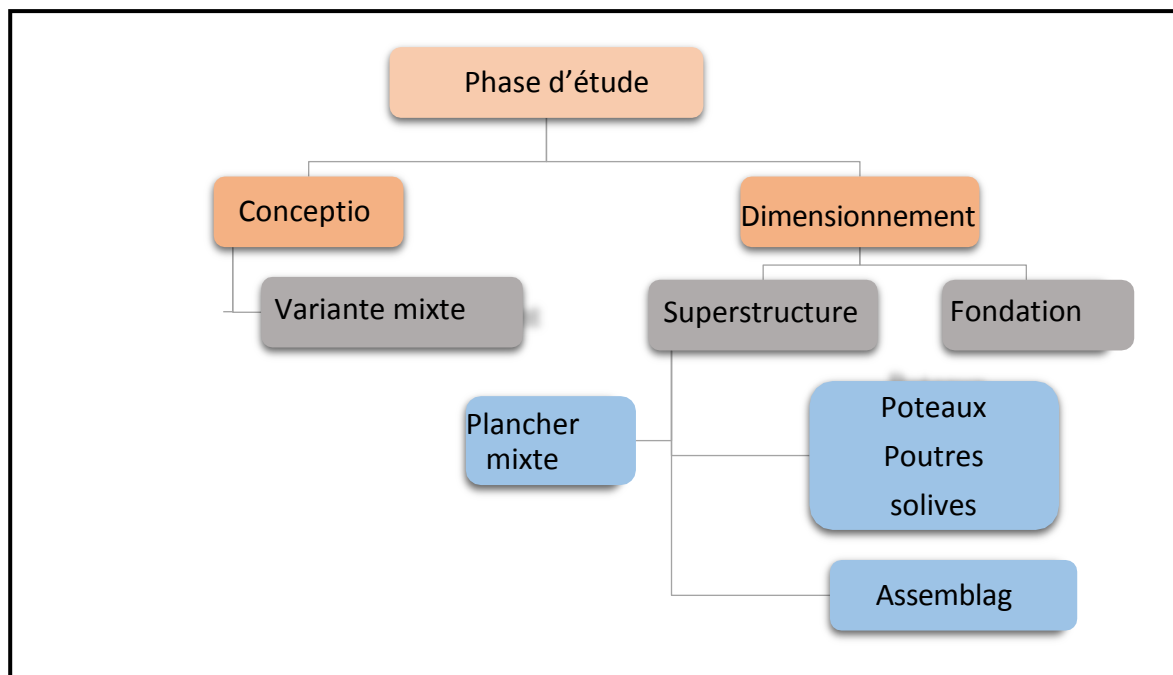 Phase d’étude
Conceptio
Dimensionnement
Variante mixte
Superstructure
Fondation
Plancher
mixte
Poteaux
Poutres
solives
Assemblag